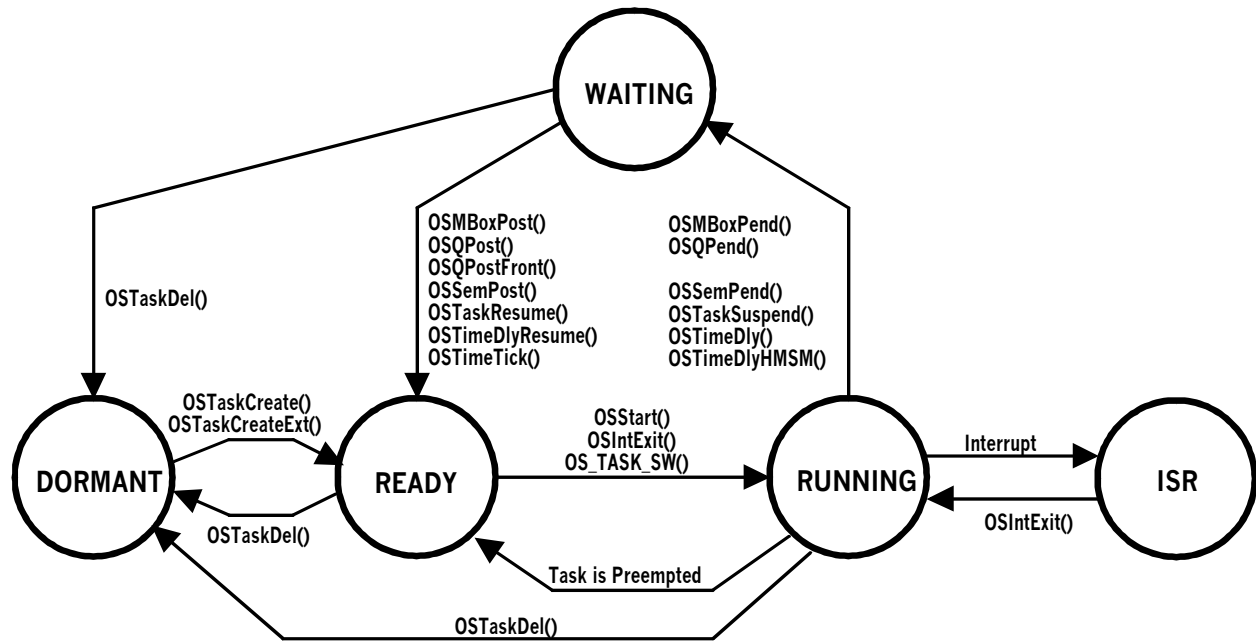 WAITING
OSMBoxPost()
OSQPost()
OSQPostFront()
OSSemPost()
OSTaskResume()
OSTimeDlyResume()
OSTimeTick()
OSMBoxPend()
OSQPend()
OSSemPend()
OSTaskSuspend()
OSTimeDly()
OSTimeDlyHMSM()
OSTaskDel()
OSTaskCreate()
OSTaskCreateExt()
OSStart()
OSIntExit()
OS_TASK_SW()
Interrupt
DORMANT
READY
RUNNING
ISR
OSTaskDel()
OSIntExit()
Task is Preempted
OSTaskDel()